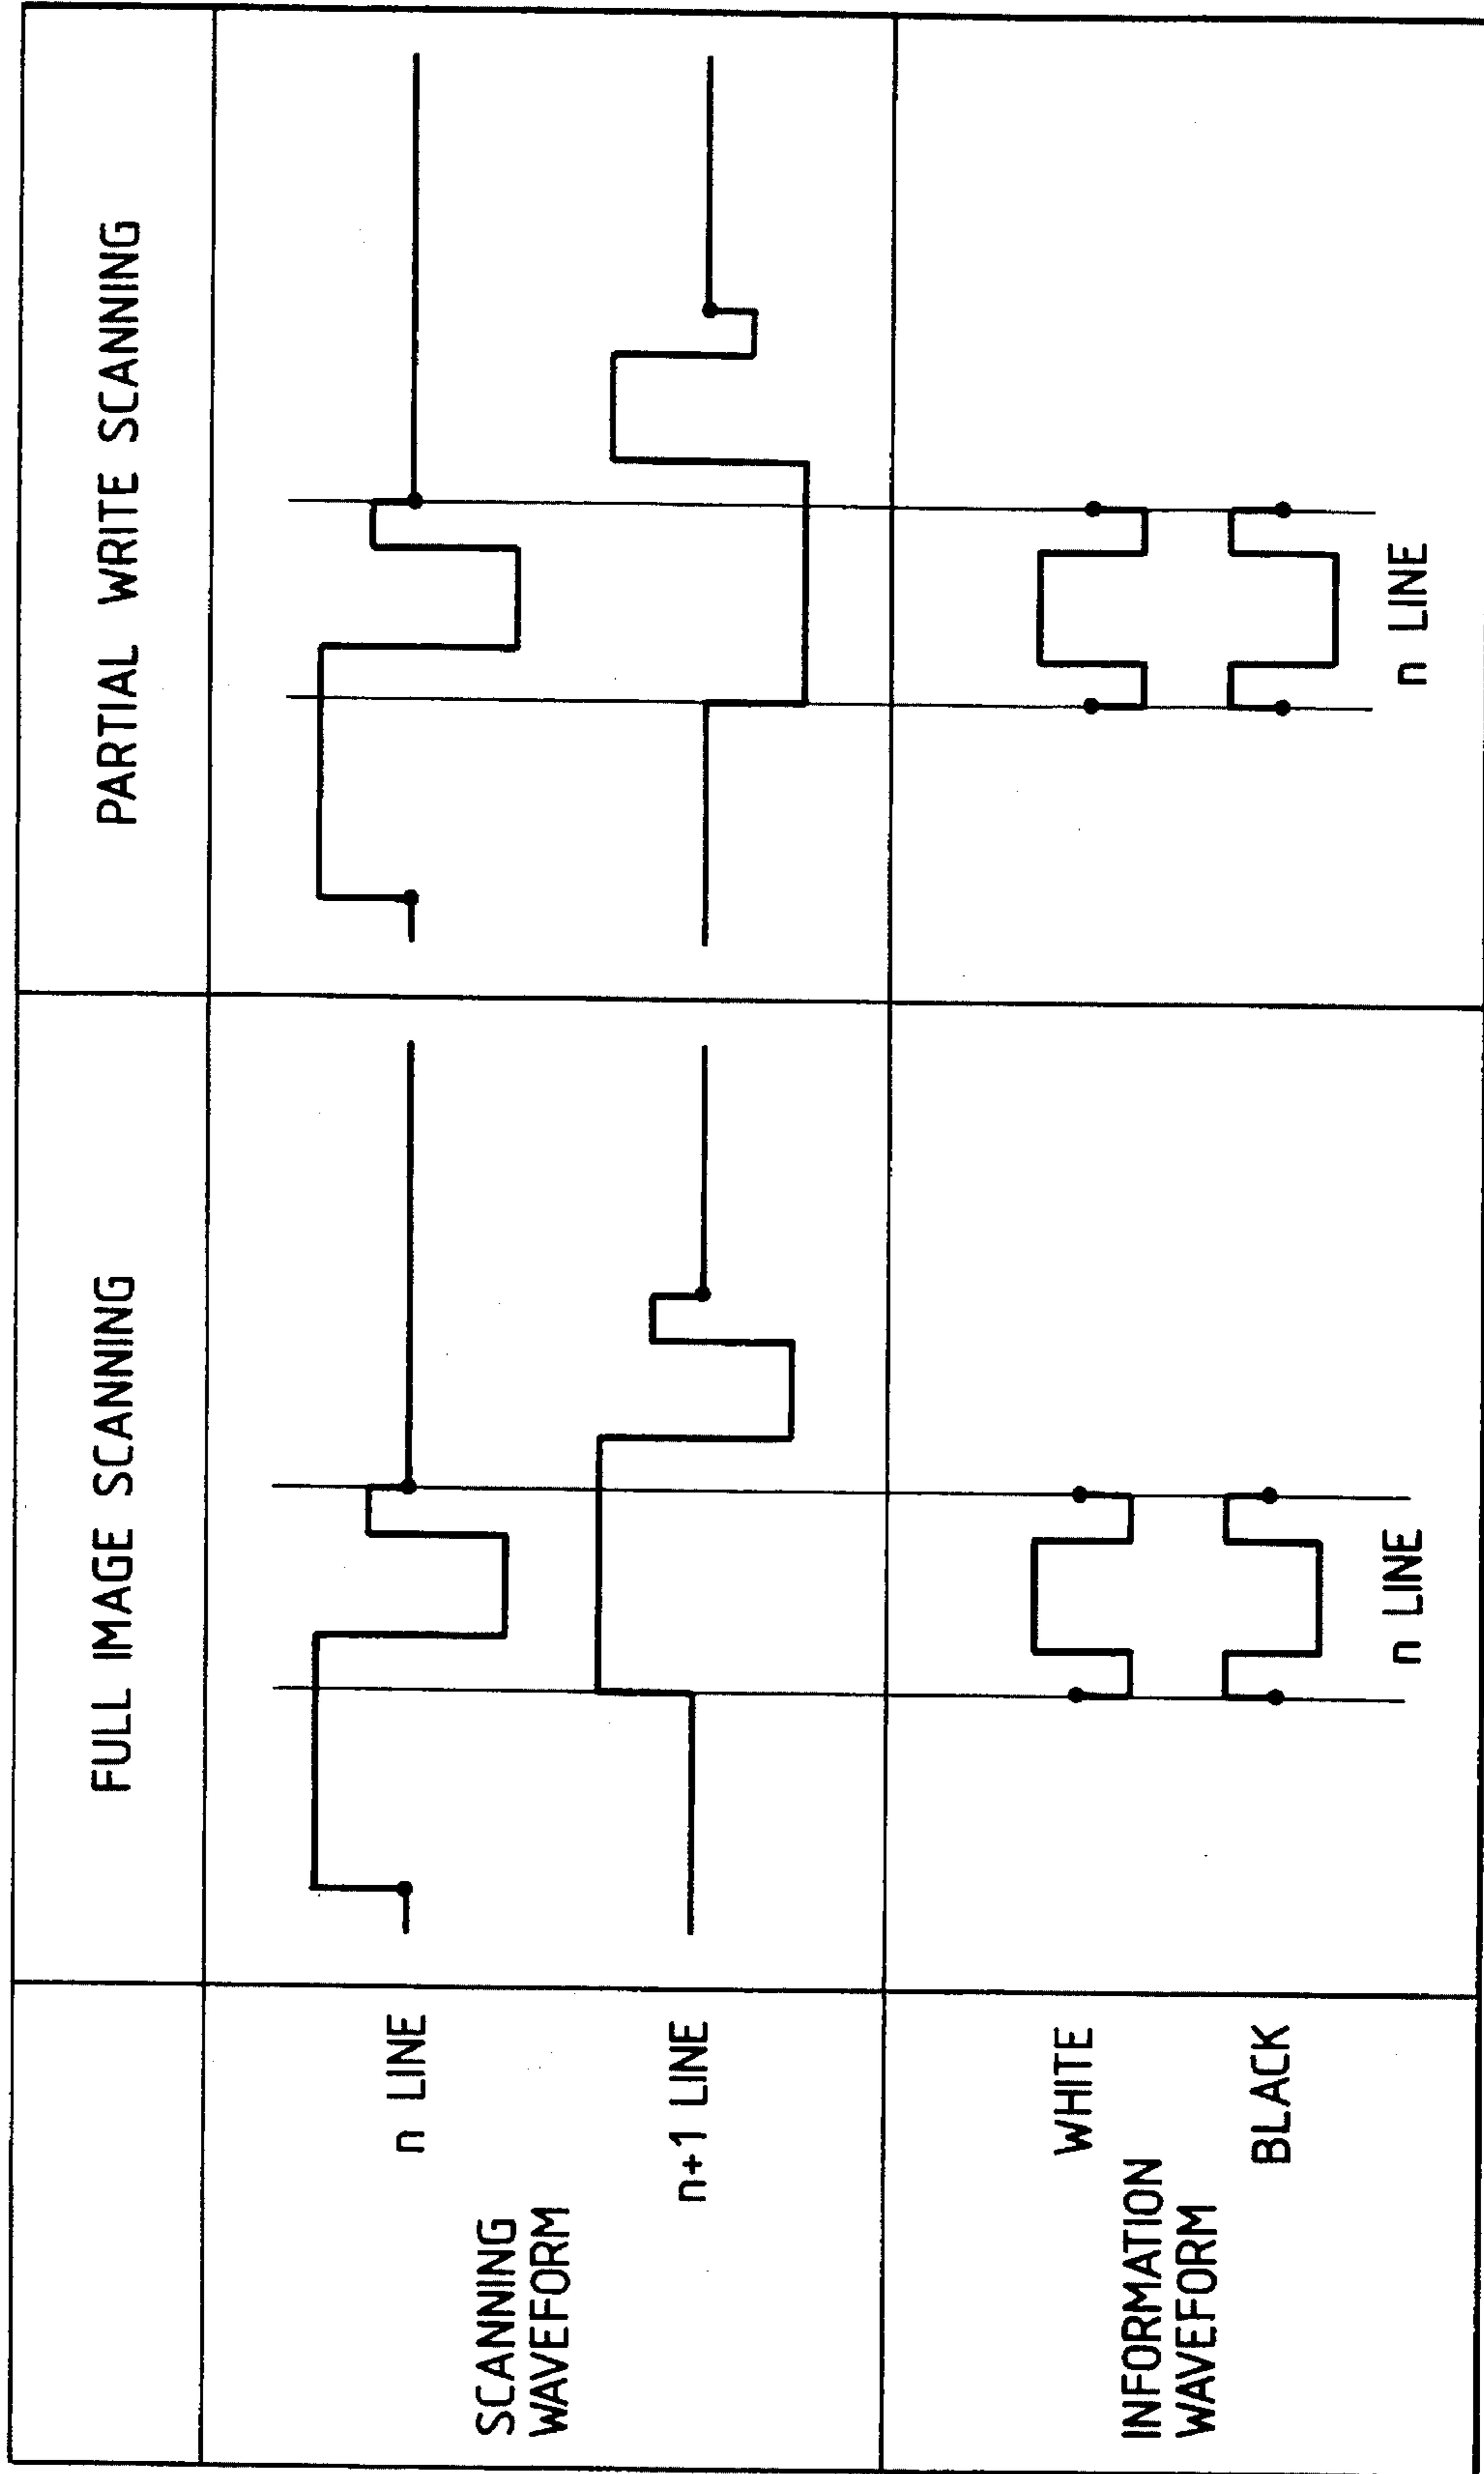 FULL IMAGE SCANNING
PARTIAL WRITE SCANNING
SCANNING
WAVEFORM
n LINE
n+1 LINE
INFORMATION
WAVEFORM
WHITE
BLACK
n LINE
n LINE